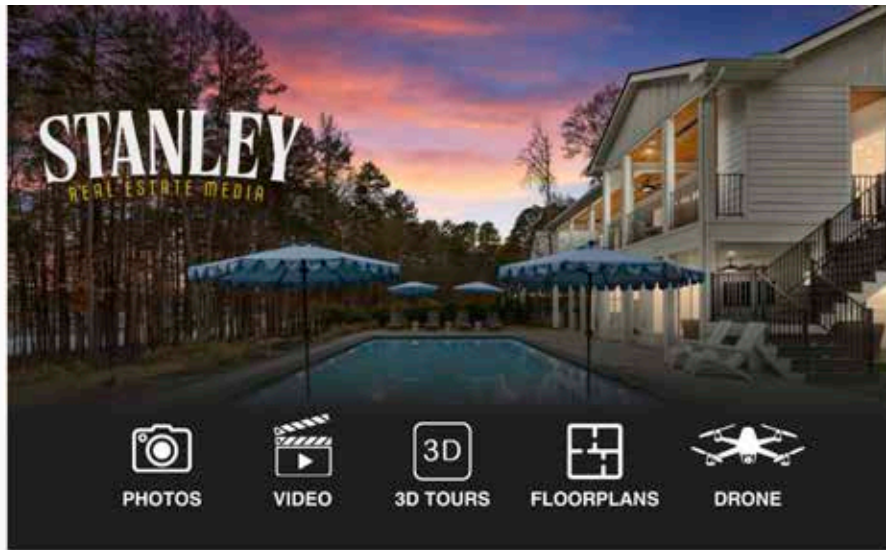 STANLEY
REAL ESTATE MEDIA
3D
PHOTOS
VIDEO
3D TOURS
FLOORPLANS
DRONE